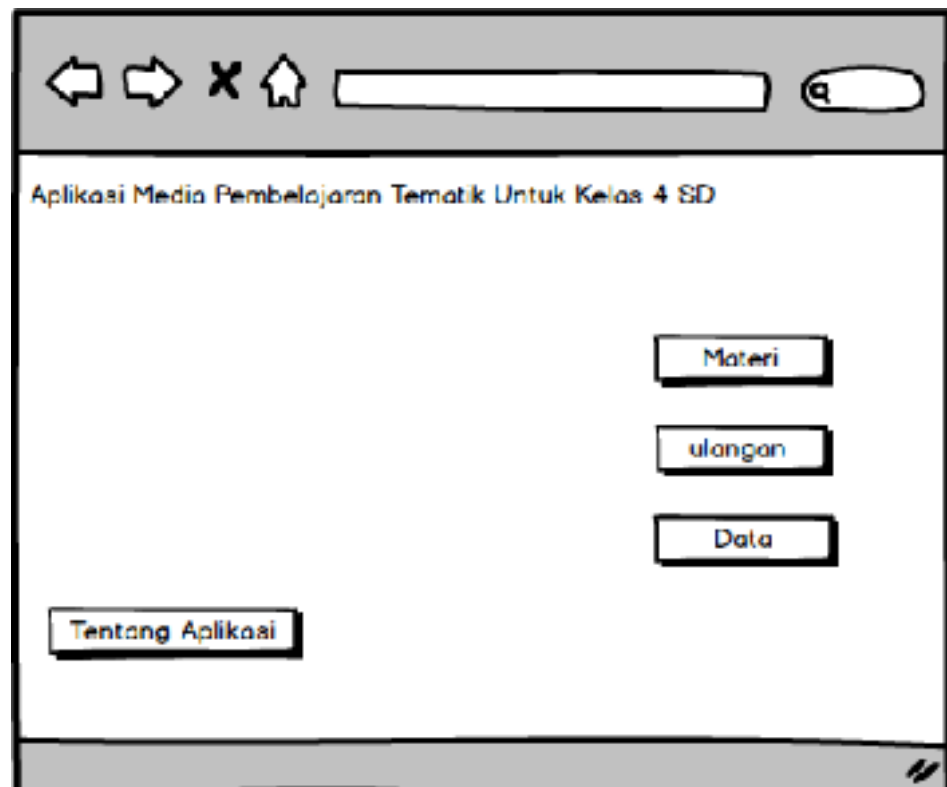 Aplikasi Media Pembelajaran Tematik Untuk Kelas 4 SD
Materi
ulangan
Data
Tentang Aplikasi